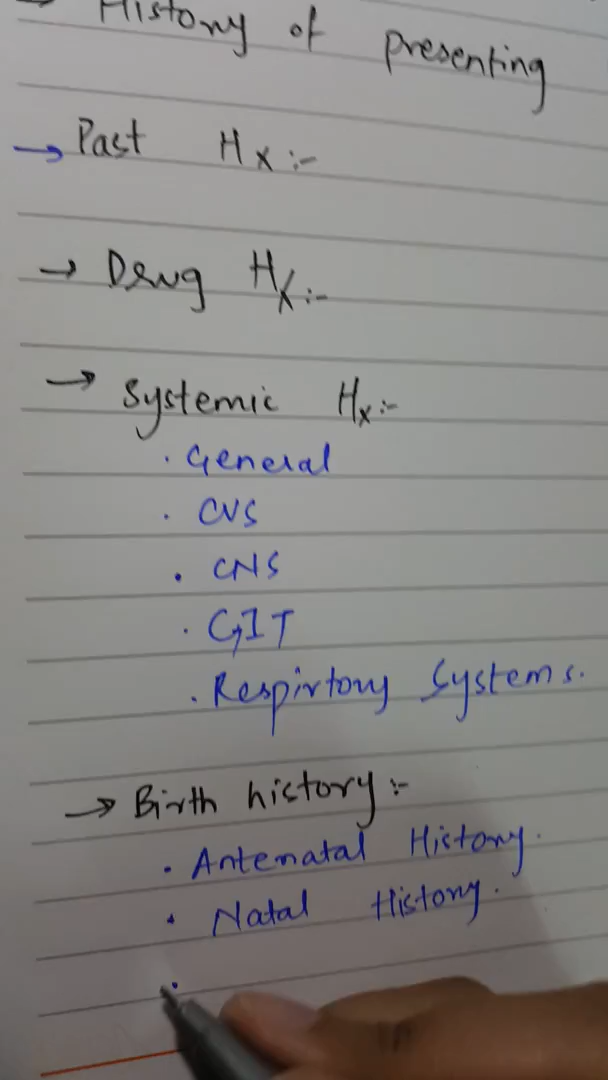 → History of presenting
→ Past Hx:-
→ Drug Hx:-
→ Systemic Hx:-
. General
. CVS
. CNS
. GIT
. Respirtory Systems.
→ Birth history:-
. Antenatal History.
. Natal History.
.